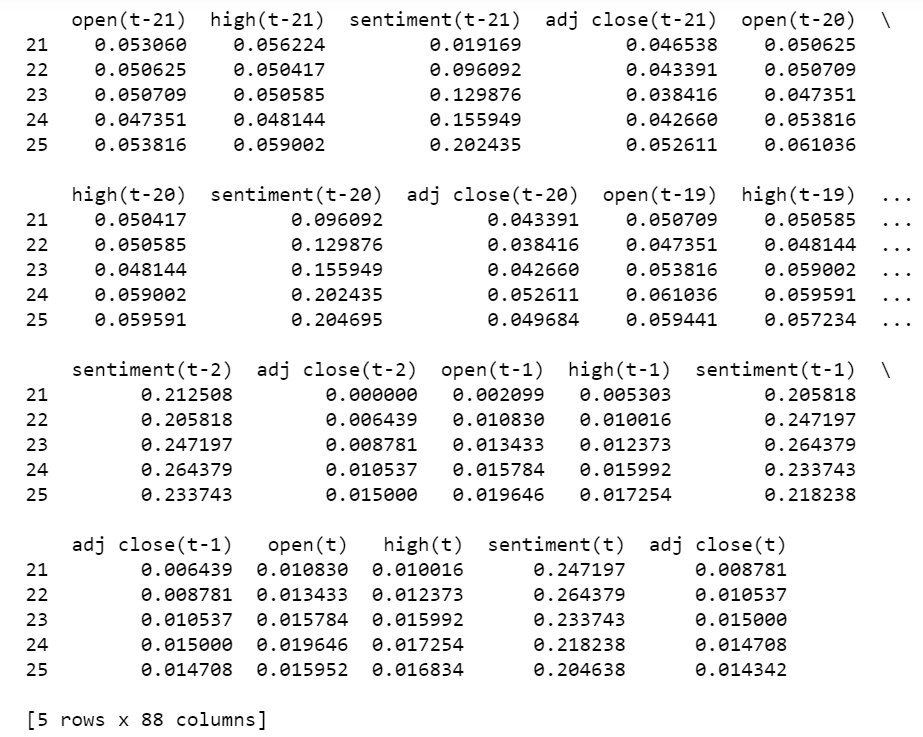 open(t-21) high(t-21) sentiment(t-21) adj close(t-21) open(t-20) \
21 0.053060 0.056224 0.019169 0.046538 0.050625
22 0.050625 0.050417 0.096092 0.043391 0.050709
23 0.050709 0.050585 0.129876 0.038416 0.047351
24 0.047351 0.048144 0.155949 0.042660 0.053816
25 0.053816 0.059002 0.202435 0.052611 0.061036
high(t-20) sentiment(t-20) adj close(t-20) open(t-19) high(t-19) ...
21 0.050417 0.096092 0.043391 0.050709 0.050585 ...
22 0.050585 0.129876 0.038416 0.047351 0.048144 ...
23 0.048144 0.155949 0.042660 0.053816 0.059002 ...
24 0.059002 0.202435 0.052611 0.061036 0.059591 ...
25 0.059591 0.204695 0.049684 0.059441 0.057234 ...
sentiment(t-2) adj close(t-2) open(t-1) high(t-1) sentiment(t-1) \
21 0.212508 0.000000 0.002099 0.005303 0.205818
22 0.205818 0.006439 0.010830 0.010016 0.247197
23 0.247197 0.008781 0.013433 0.012373 0.264379
24 0.264379 0.010537 0.015784 0.015992 0.233743
25 0.233743 0.015000 0.019646 0.017254 0.218238
adj close(t-1) open(t) high(t) sentiment(t) adj close(t)
21 0.006439 0.010830 0.010016 0.247197 0.008781
22 0.008781 0.013433 0.012373 0.264379 0.010537
23 0.010537 0.015784 0.015992 0.233743 0.015000
24 0.015000 0.019646 0.017254 0.218238 0.014708
25 0.014708 0.015952 0.016834 0.204638 0.014342
[5 rows x 88 columns]